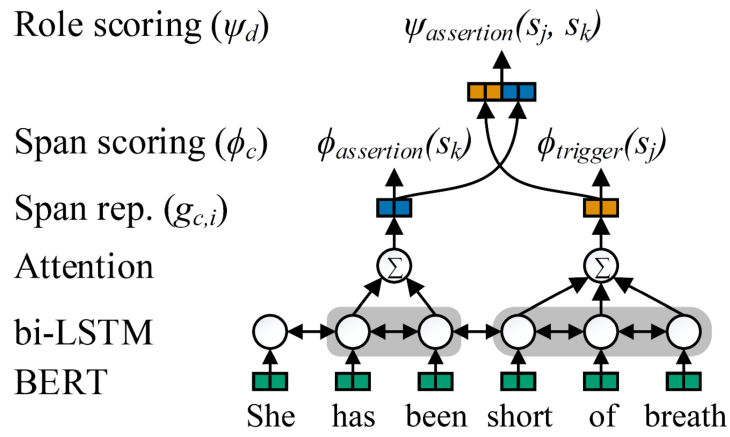 Role scoring (ψd) ψassertion(sj, sk)
Span scoring (ϕc) ϕassertion(sk) ϕtrigger(sj)
Span rep. (gc,i)
Attention Σ Σ
bi-LSTM
BERT
She has been short of breath